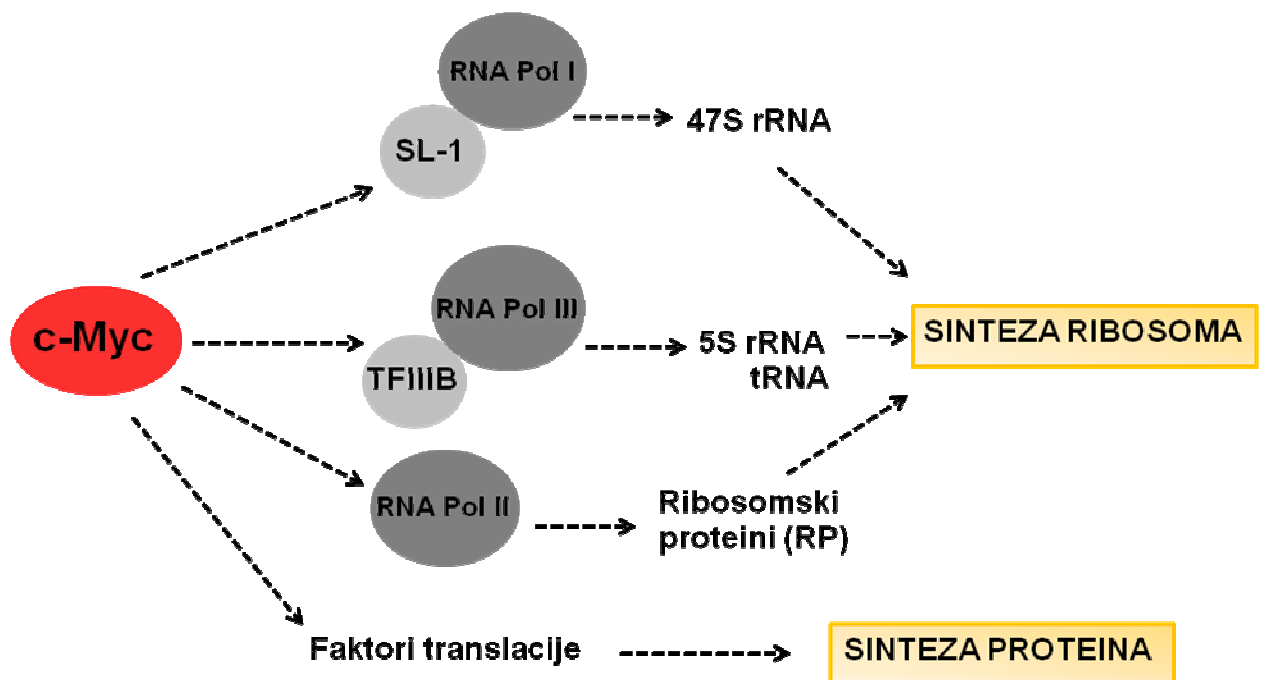 RNA Pol I
SL-1
47S rRNA
c-Myc
RNA Pol III
TFIIIB
5S rRNA
tRNA
SINTEZA RIBOSOMA
RNA Pol II
Ribosomski
proteini (RP)
Faktori translacije
SINTEZA PROTEINA